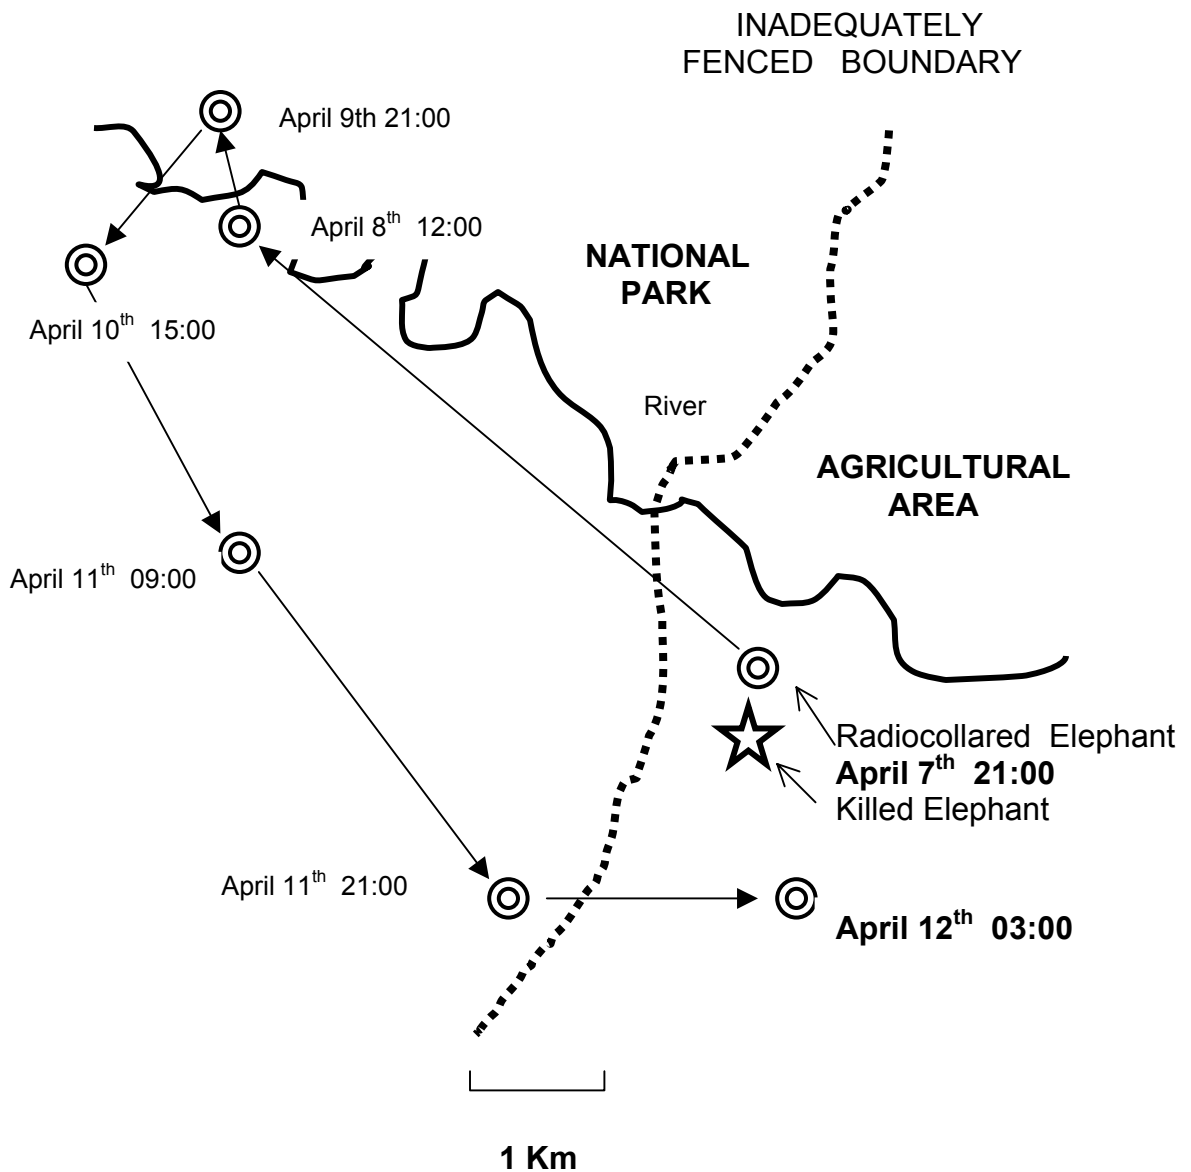 INADEQUATELY
FENCED BOUNDARY
April 9th 21:00
April 8th 12:00
NATIONAL
PARK
April 10th 15:00
River
AGRICULTURAL
AREA
April 11th 09:00
Radiocollared Elephant
April 7th 21:00
Killed Elephant
April 11th 21:00
April 12th 03:00
1 Km